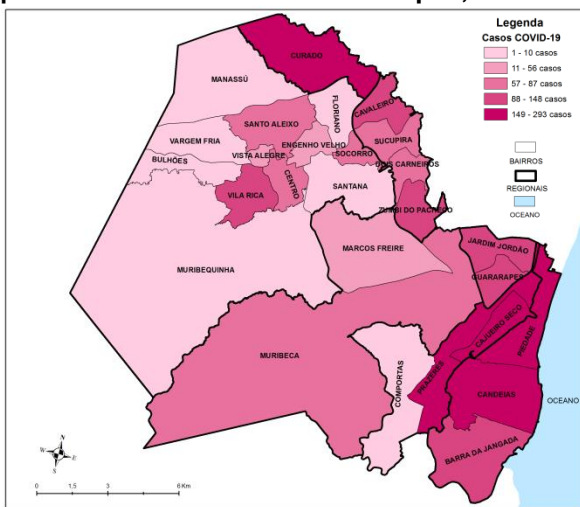 Legenda
Casos COVID-19
1 - 10 casos
11 - 56 casos
57 - 87 casos
88 - 148 casos
149 - 293 casos
BAIRROS
REGIONAIS
OCEANO
CURADO
MANASSÚ
FLORIANO
CAVALEIRO
SANTO ALEIXO
SUCUPIRA
VARGEM FRIA
ENGENHO VELHO
VISTA ALEGRE
SOCORRO
BULHÕES
DOIS CARNEIROS
CENTRO
SANTANA
VILA RICA
ZUMBI DO PACHECO
JARDIM JORDÃO
MARCOS FREIRE
GUARARAPES
MURIBEQUINHA
CAJUEIRO SECO
PIEDADE
MURIBECA
COMPORTAS
PRAZERES
CANDEIAS
OCEANO
BARRA DA JANGADA
N
W E
S
0 1,5 3 6 Km